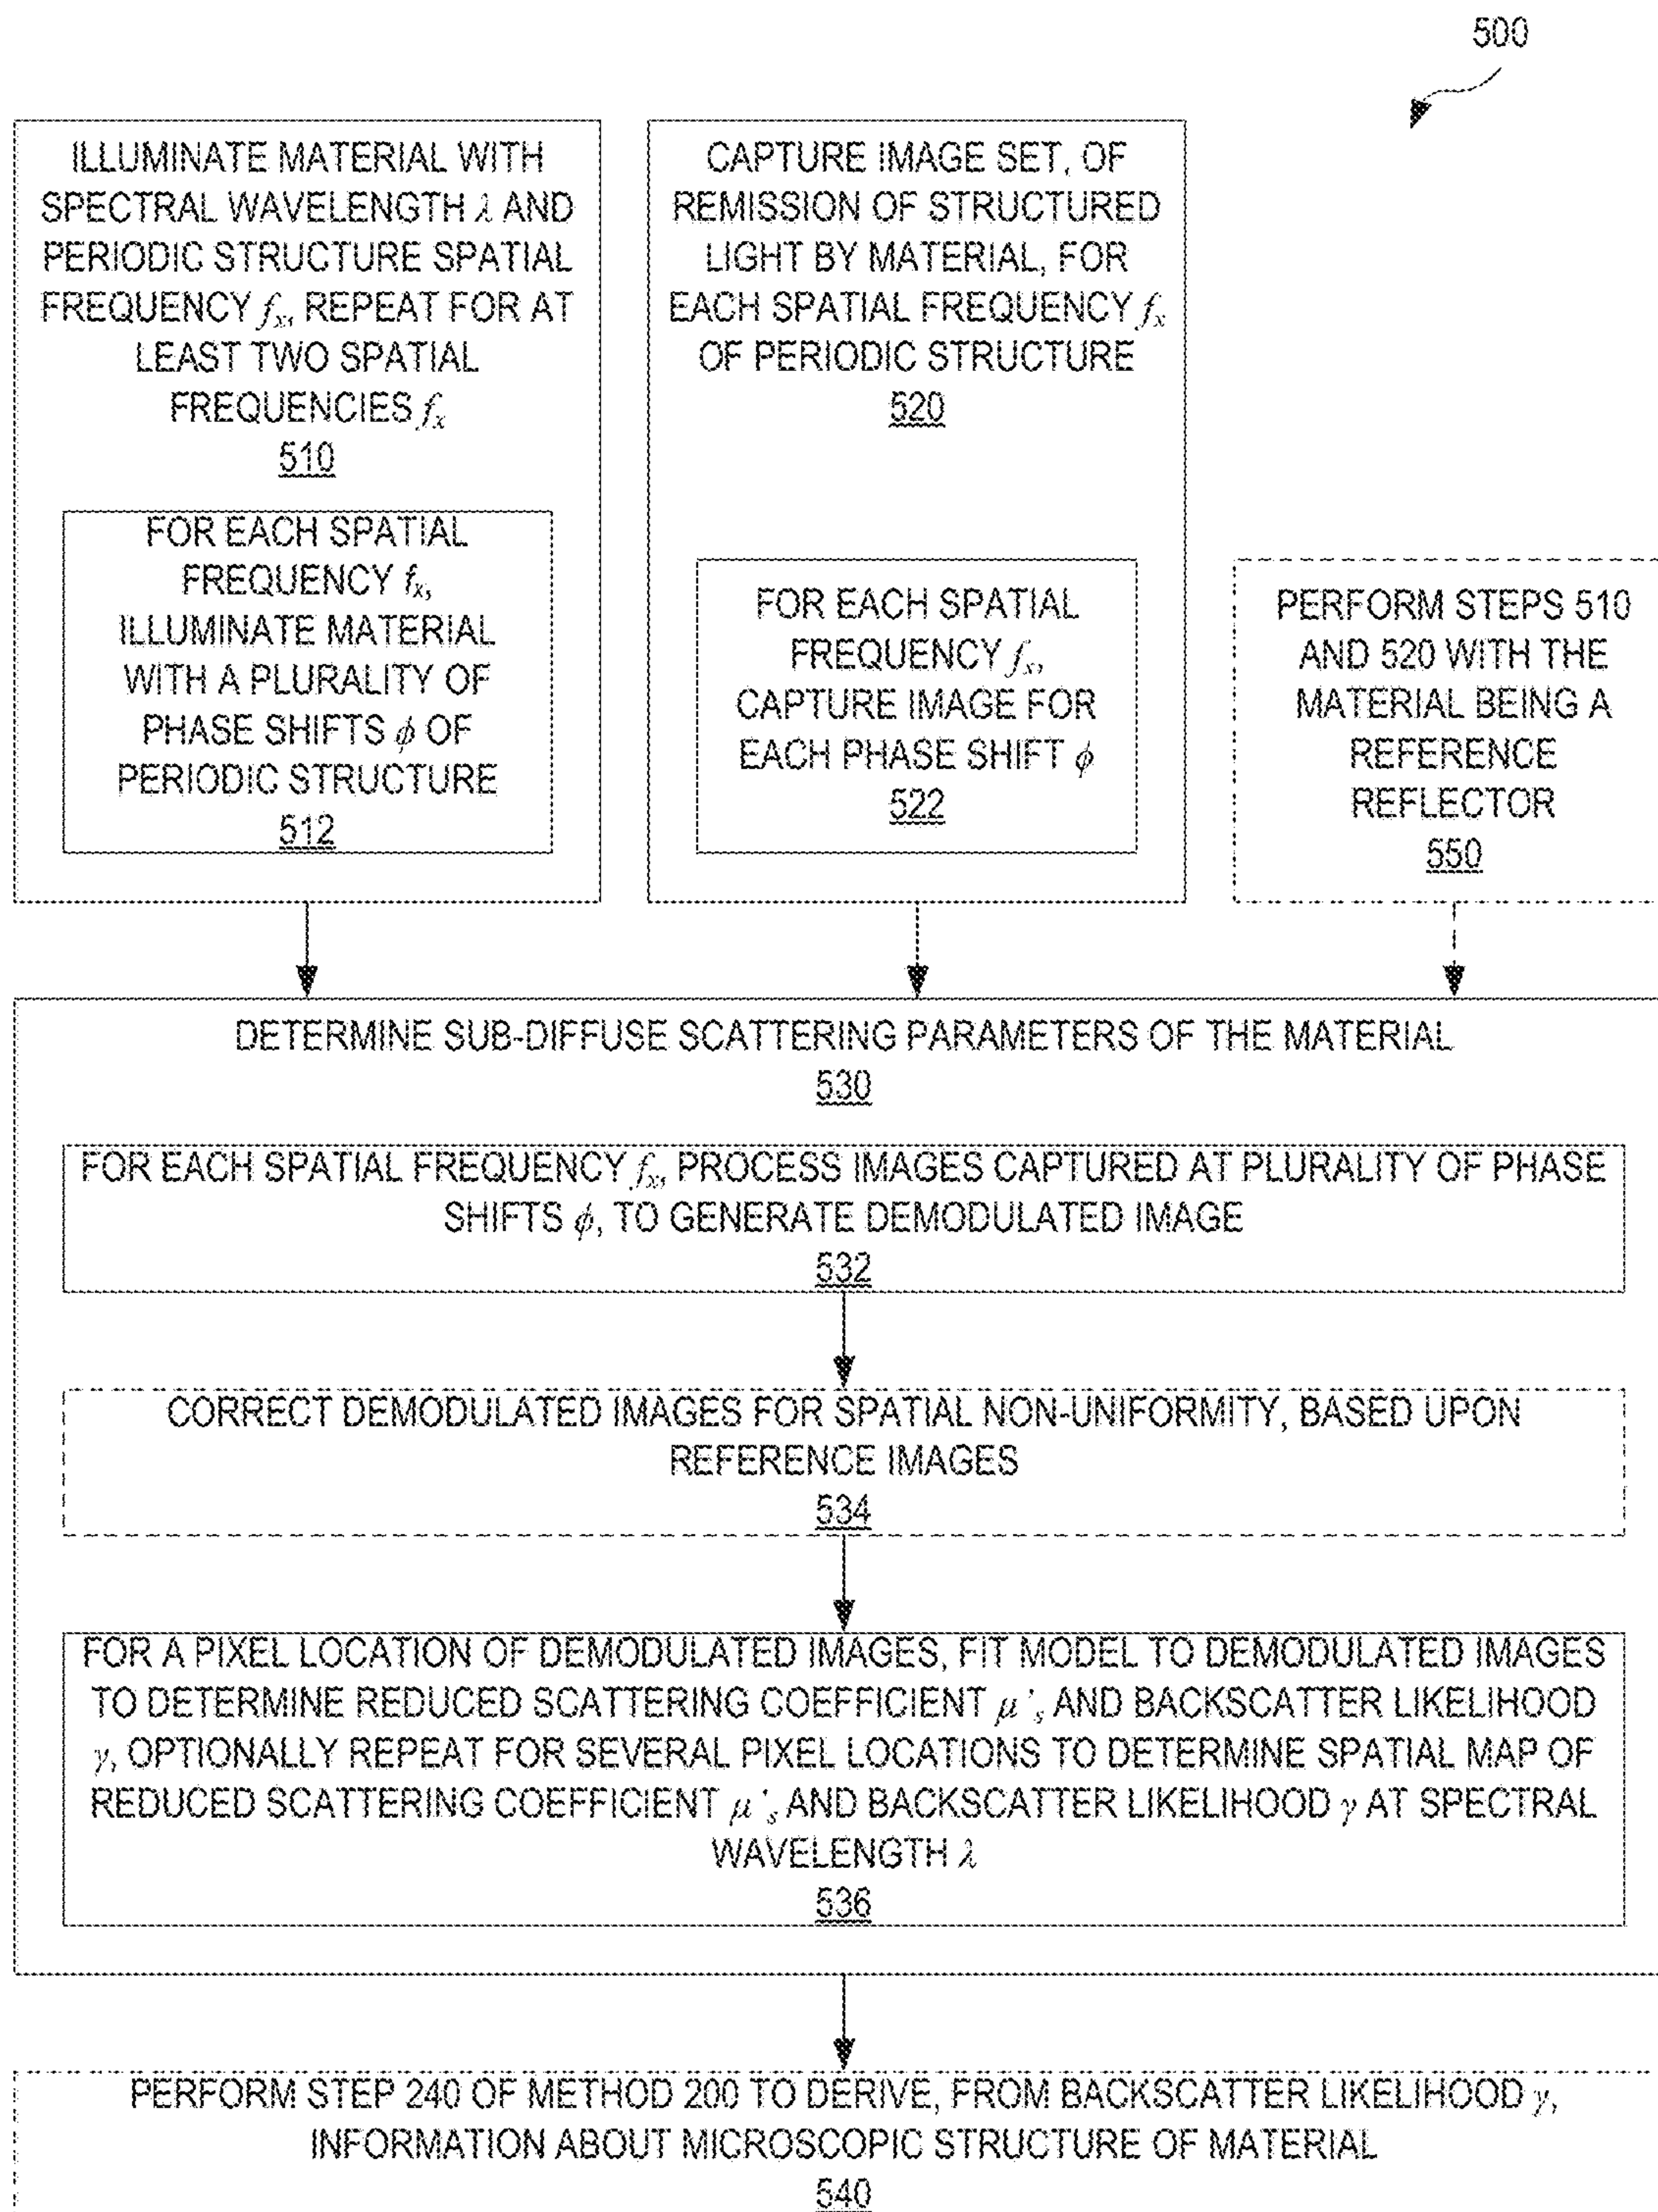 500
ILLUMINATE MATERIAL WITH
SPECTRAL WAVELENGTH λ AND
PERIODIC STRUCTURE SPATIAL
FREQUENCY fx, REPEAT FOR AT
LEAST TWO SPATIAL
FREQUENCIES fx
510
FOR EACH SPATIAL
FREQUENCY fx,
ILLUMINATE MATERIAL
WITH A PLURALITY OF
PHASE SHIFTS ϕ OF
PERIODIC STRUCTURE
512
CAPTURE IMAGE SET, OF
REMISSION OF STRUCTURED
LIGHT BY MATERIAL, FOR
EACH SPATIAL FREQUENCY fx
OF PERIODIC STRUCTURE
520
FOR EACH SPATIAL
FREQUENCY fx,
CAPTURE IMAGE FOR
EACH PHASE SHIFT ϕ
522
PERFORM STEPS 510
AND 520 WITH THE
MATERIAL BEING A
REFERENCE
REFLECTOR
550
DETERMINE SUB-DIFFUSE SCATTERING PARAMETERS OF THE MATERIAL
530
FOR EACH SPATIAL FREQUENCY fx, PROCESS IMAGES CAPTURED AT PLURALITY OF PHASE
SHIFTS ϕ, TO GENERATE DEMODULATED IMAGE
532
CORRECT DEMODULATED IMAGES FOR SPATIAL NON-UNIFORMITY, BASED UPON
REFERENCE IMAGES
534
FOR A PIXEL LOCATION OF DEMODULATED IMAGES, FIT MODEL TO DEMODULATED IMAGES
TO DETERMINE REDUCED SCATTERING COEFFICIENT μ's AND BACKSCATTER LIKELIHOOD
γ, OPTIONALLY REPEAT FOR SEVERAL PIXEL LOCATIONS TO DETERMINE SPATIAL MAP OF
REDUCED SCATTERING COEFFICIENT μ's AND BACKSCATTER LIKELIHOOD γ AT SPECTRAL
WAVELENGTH λ
536
PERFORM STEP 240 OF METHOD 200 TO DERIVE, FROM BACKSCATTER LIKELIHOOD γ,
INFORMATION ABOUT MICROSCOPIC STRUCTURE OF MATERIAL
540